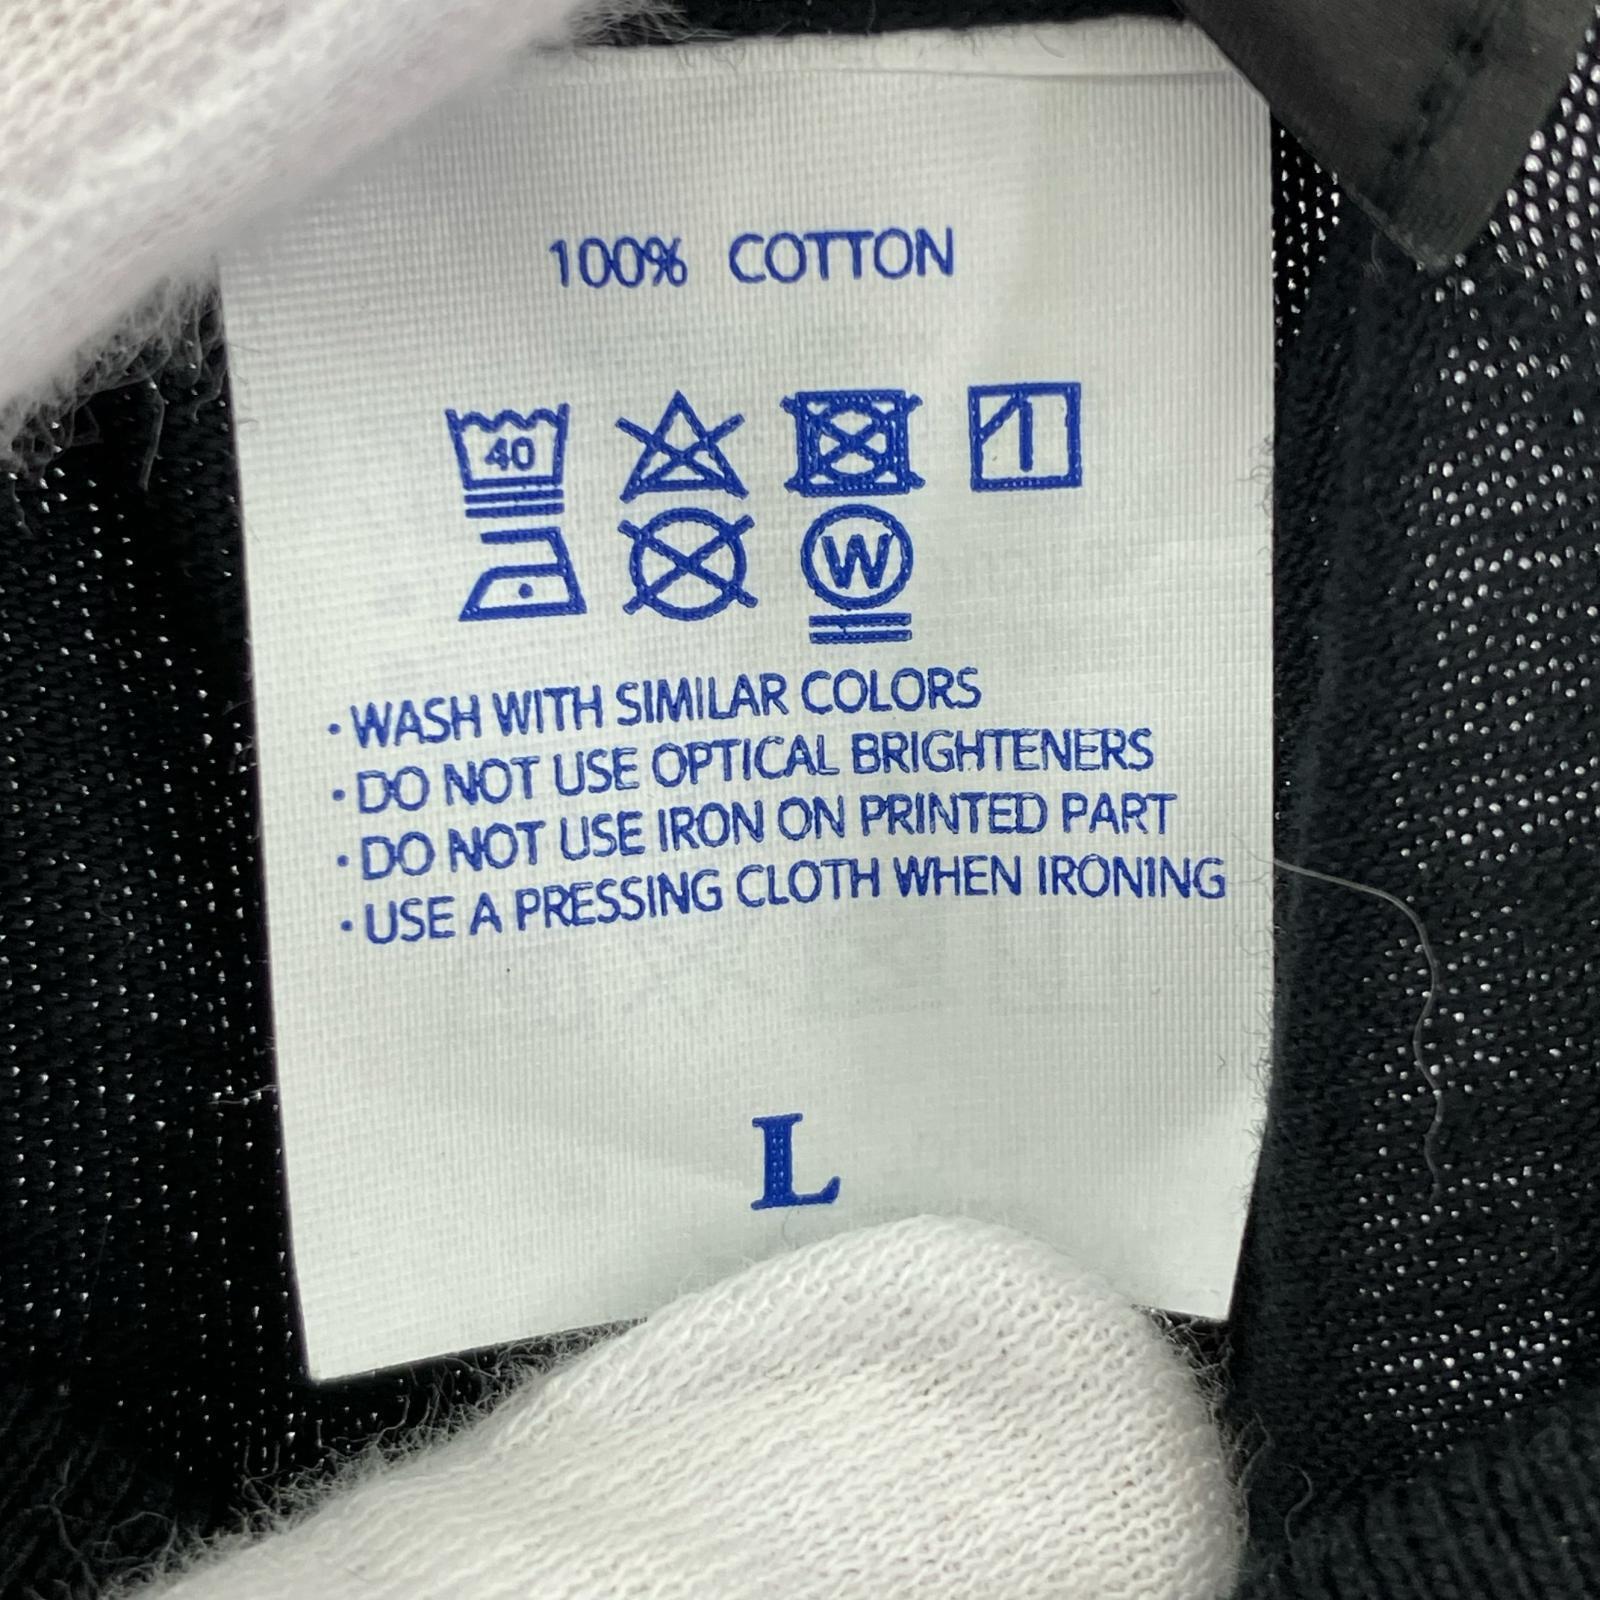 100% COTTON
40
W
・WASH WITH SIMILAR COLORS
・DO NOT USE OPTICAL BRIGHTENERS
・DO NOT USE IRON ON PRINTED PART
・USE A PRESSING CLOTH WHEN IRONING
L